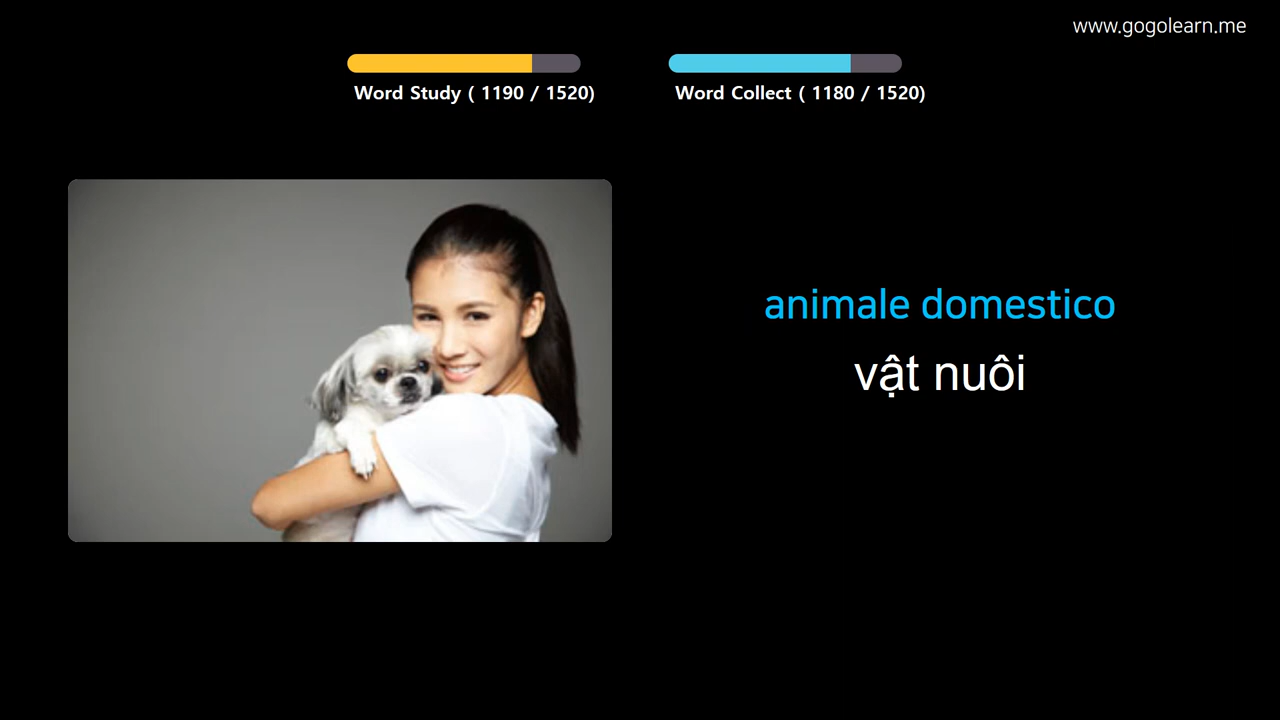 www.gogolearn.me
Word Study ( 1190 / 1520)
Word Collect ( 1180 / 1520)
animale domestico
vật nuôi